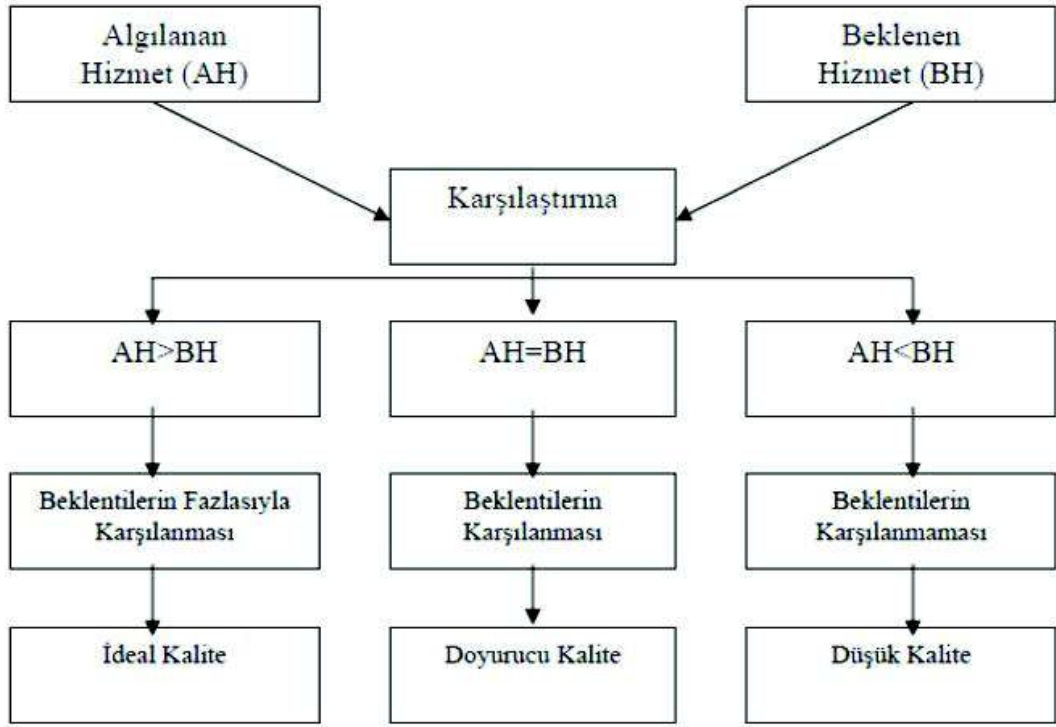 Algılanan
Hizmet (AH)
Beklenen
Hizmet (BH)
Karşılaştırma
AH>BH
AH=BH
AH<BH
Beklentilerin Fazlasıyla
Karşılanması
Beklentilerin
Karşılanması
Beklentilerin
Karşılanmaması
İdeal Kalite
Doyurucu Kalite
Düşük Kalite